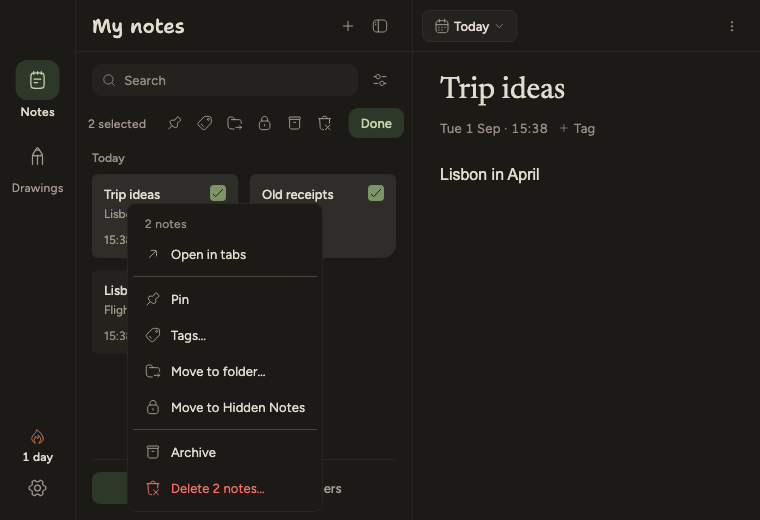 My notes
Today
Search
Trip ideas
Notes
2 selected
Done
Tue 1 Sep · 15:38
Tag
Today
Drawings
Lisbon in April
Trip ideas
Old receipts
2 notes
Open in tabs
Pin
Tags...
Move to folder...
Move to Hidden Notes
Archive
Delete 2 notes...
1 day